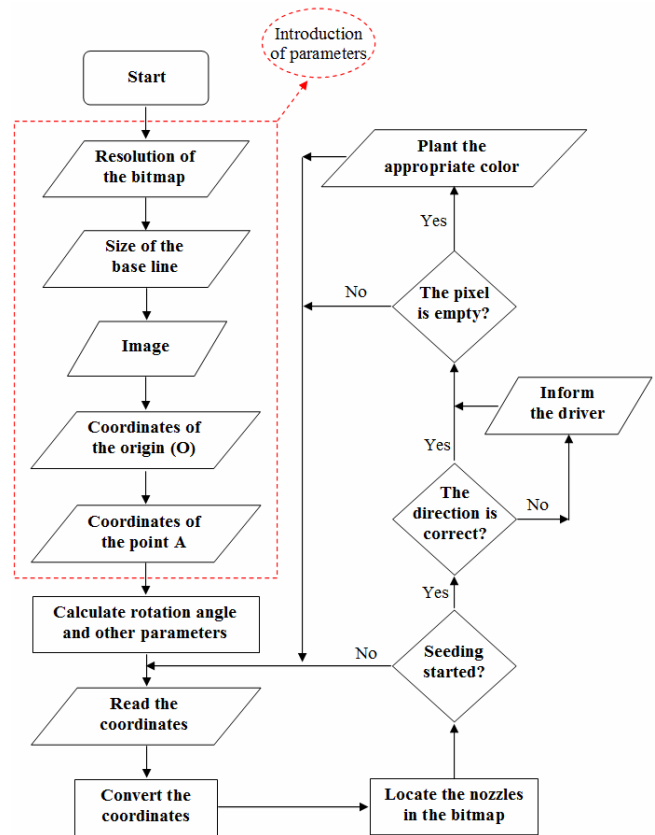 Introduction
of parameters
Start
Resolution of
the bitmap
Size of the
base line
Image
Coordinates of
the origin (O)
Coordinates of
the point A
Calculate rotation angle
and other parameters
Read the
coordinates
Convert the
coordinates
Locate the nozzles
in the bitmap
Seeding
started?
No
Yes
The
direction is
correct?
No
Inform
the driver
Yes
The pixel
is empty?
No
Yes
Plant the
appropriate color